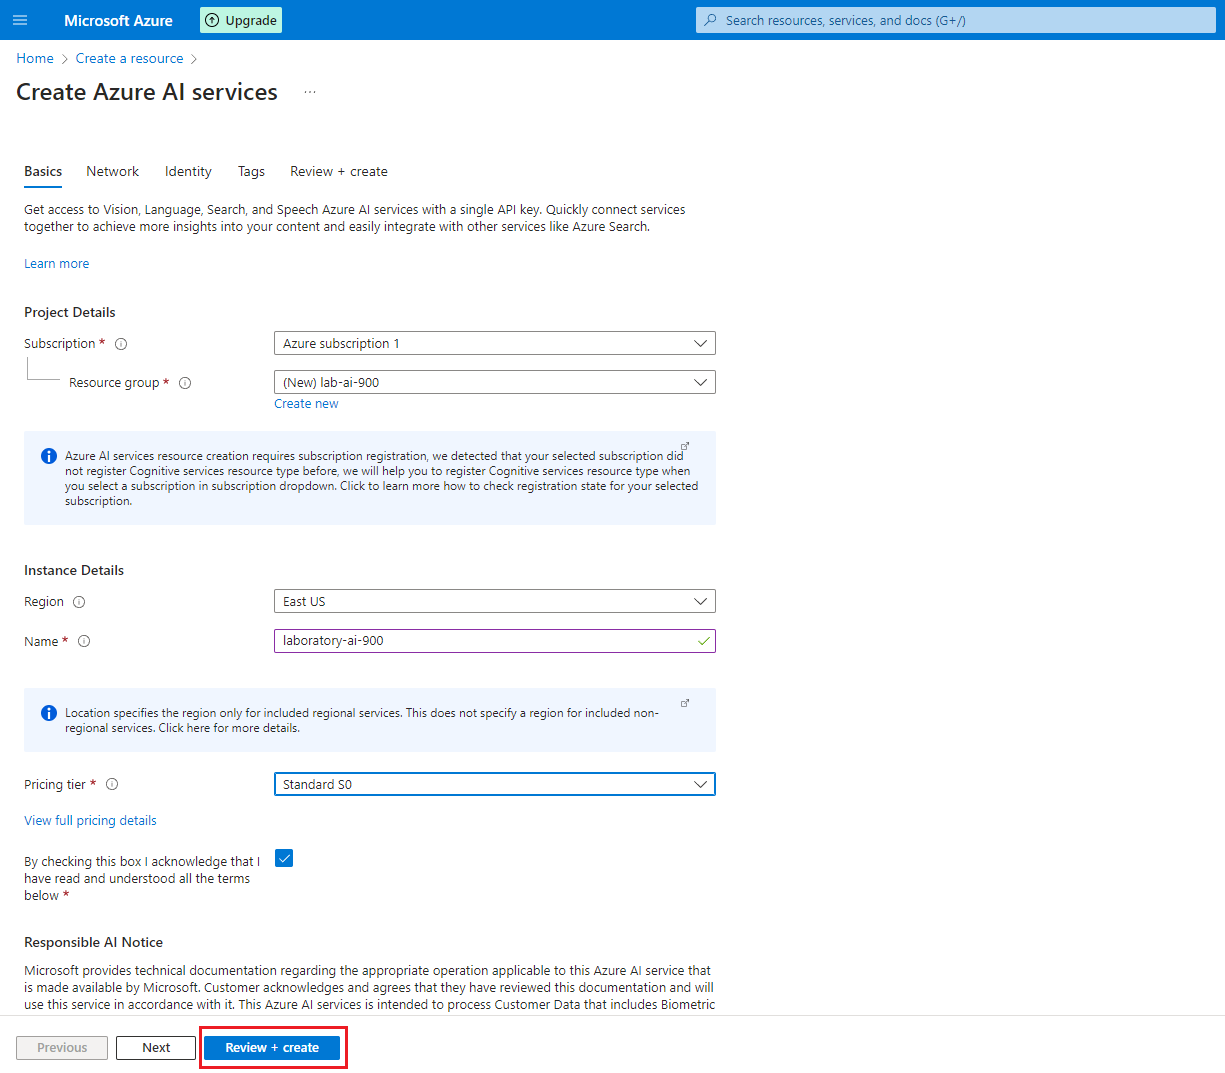 Microsoft Azure
Upgrade
Search resources, services, and docs (G+/)
Home > Create a resource >
Create Azure AI services ...
Basics Network Identity Tags Review + create
Get access to Vision, Language, Search, and Speech Azure AI services with a single API key. Quickly connect services
together to achieve more insights into your content and easily integrate with other services like Azure Search.
Learn more
Project Details
Subscription *
Azure subscription 1
Resource group *
(New) lab-ai-900
Create new
Azure AI services resource creation requires subscription registration, we detected that your selected subscription did
not register Cognitive services resource type before, we will help you to register Cognitive services resource type when
you select a subscription in subscription dropdown. Click to learn more how to check registration state for your selected
subscription.
Instance Details
Region
East US
Name *
laboratory-ai-900
Location specifies the region only for included regional services. This does not specify a region for included non-
regional services. Click here for more details.
Pricing tier *
Standard S0
View full pricing details
By checking this box I acknowledge that I
have read and understood all the terms
below *
Responsible AI Notice
Microsoft provides technical documentation regarding the appropriate operation applicable to this Azure AI service that
is made available by Microsoft. Customer acknowledges and agrees that they have reviewed this documentation and will
use this service in accordance with it. This Azure AI services is intended to process Customer Data that includes Biometric
Previous
Next
Review + create